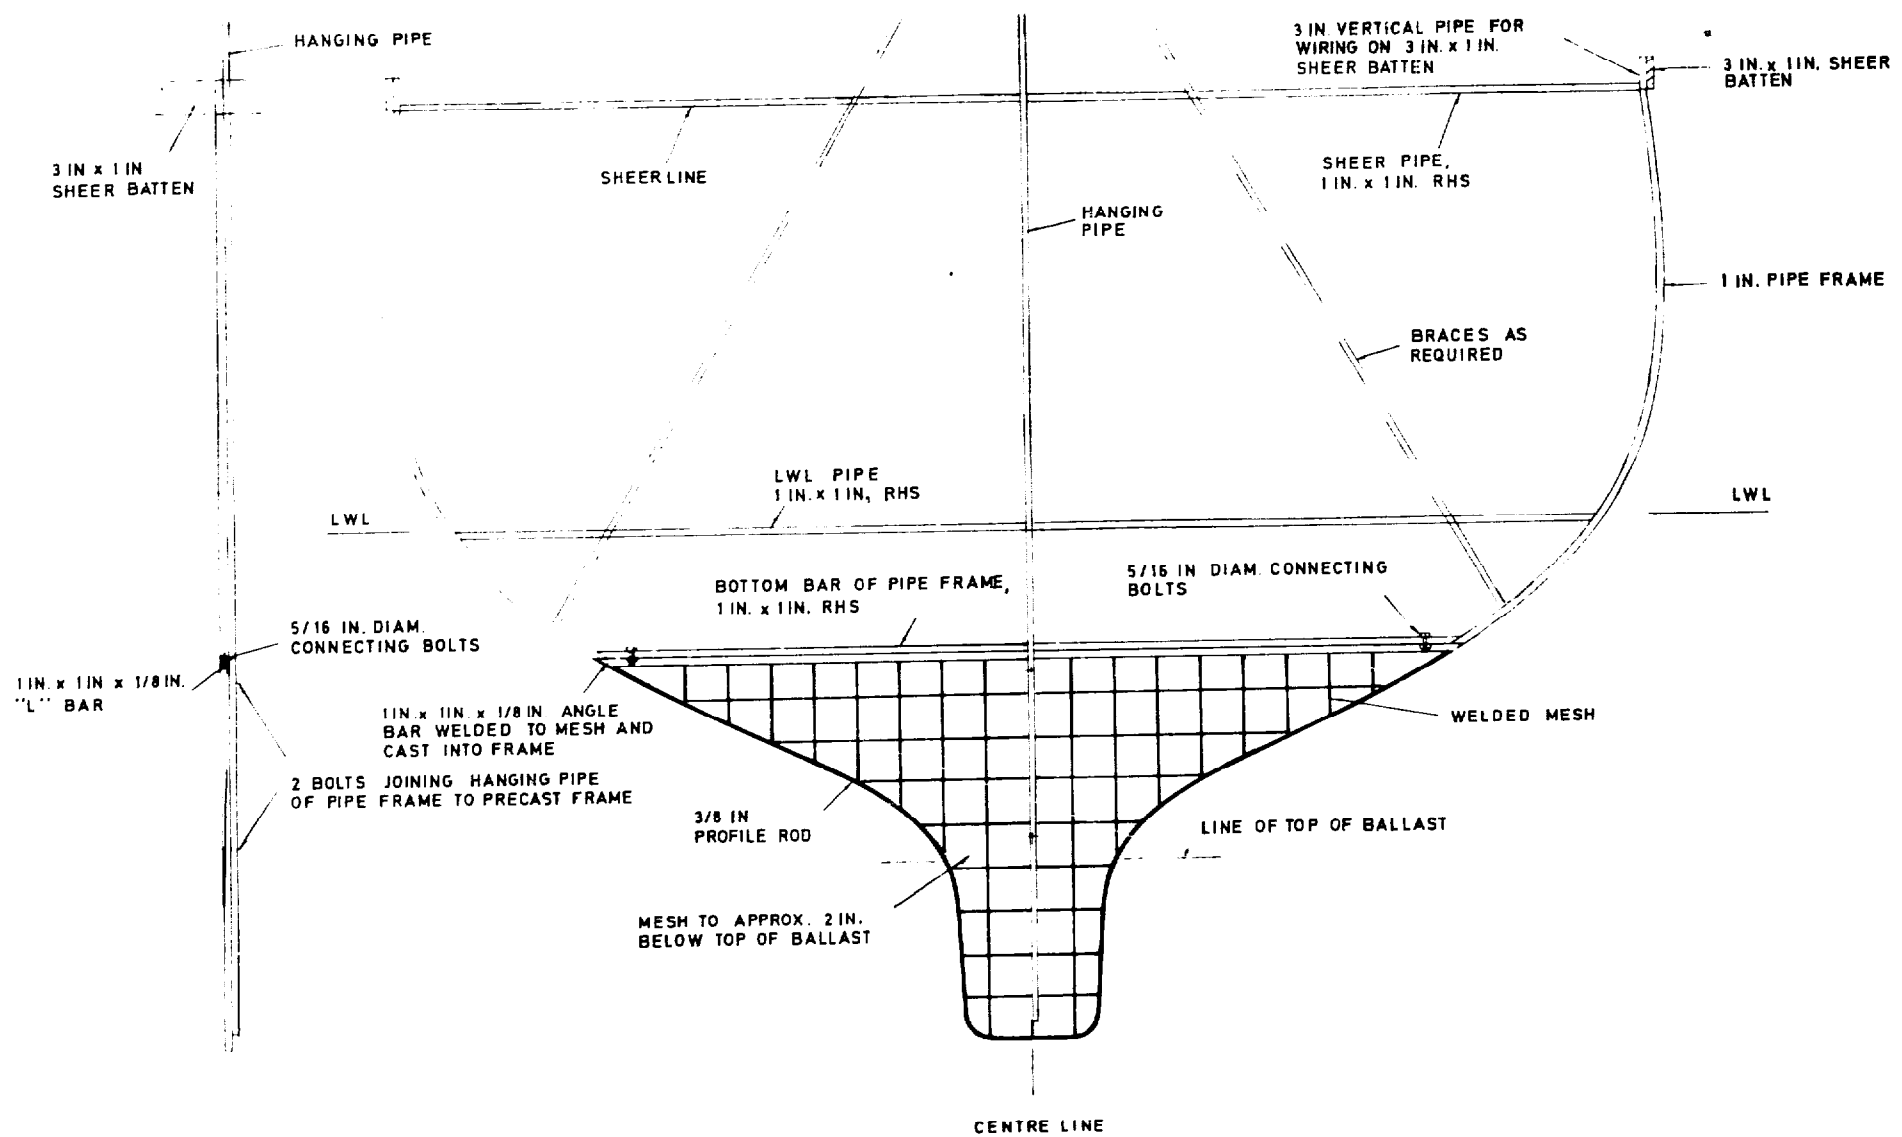 HANGING PIPE
3 IN. VERTICAL PIPE FOR
WIRING ON 3 IN. x 1 IN.
SHEER BATTEN
3 IN. x 1 IN. SHEER
BATTEN
3 IN x 1 IN
SHEER BATTEN
SHEERLINE
SHEER PIPE,
1 IN. x 1 IN. RHS
HANGING
PIPE
1 IN. PIPE FRAME
BRACES AS
REQUIRED
LWL PIPE
1 IN. x 1 IN, RHS
LWL
LWL
BOTTOM BAR OF PIPE FRAME,
1 IN. x 1 IN. RHS
5/16 IN DIAM. CONNECTING
BOLTS
5/16 IN. DIAM.
CONNECTING BOLTS
1 IN. x 1 IN x 1/8 IN.
"L" BAR
1 IN. x 1 IN. x 1/8 IN. ANGLE
BAR WELDED TO MESH AND
CAST INTO FRAME
WELDED MESH
2 BOLTS JOINING HANGING PIPE
OF PIPE FRAME TO PRECAST FRAME
3/8 IN
PROFILE ROD
LINE OF TOP OF BALLAST
MESH TO APPROX. 2 IN.
BELOW TOP OF BALLAST
CENTRE LINE